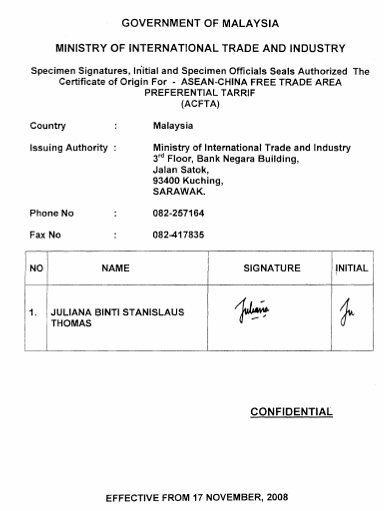 GOVERNMENT OF MALAYSIA
MINISTRY OF INTERNATIONAL TRADE AND INDUSTRY
Specimen Signatures, Initial and Specimen Officials Seals Authorized The
Certificate of Origin For - ASEAN-CHINA FREE TRADE AREA
PREFERENTIAL TARRIF
(ACFTA)
Country : Malaysia
Issuing Authority : Ministry of International Trade and Industry
3rd Floor, Bank Negara Building,
Jalan Satok,
93400 Kuching,
SARAWAK.
Phone No : 082-257164
Fax No : 082-417835
NO NAME SIGNATURE INITIAL
1. JULIANA BINTI STANISLAUS Juliana Ju
THOMAS
CONFIDENTIAL
EFFECTIVE FROM 17 NOVEMBER, 2008